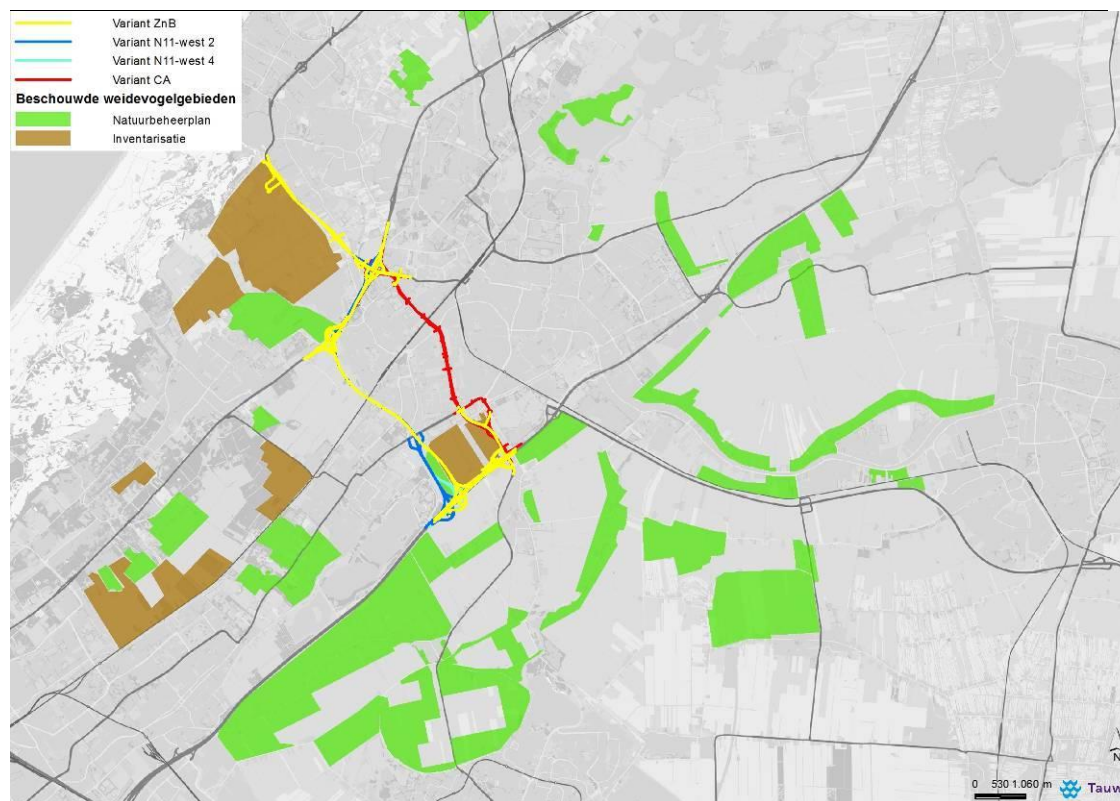 Variant ZnB
Variant N11-west 2
Variant N11-west 4
Variant CA
Beschouwde weidevogelgebieden
Natuurbeheerplan
Inventarisatie
N
0 530 1.060 m
Tauw